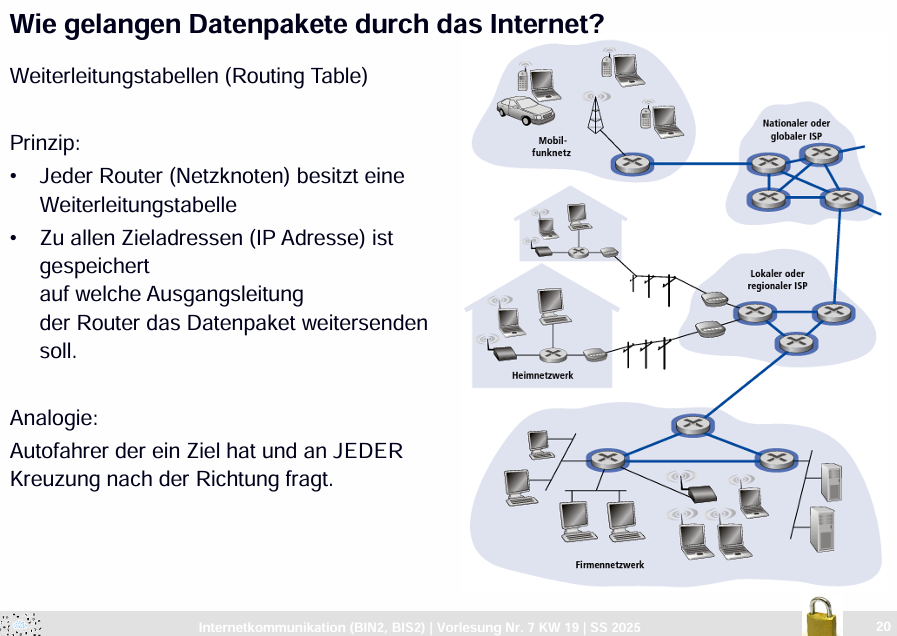 Wie gelangen Datenpakete durch das Internet?
Weiterleitungstabellen (Routing Table)
Prinzip:
• Jeder Router (Netzknoten) besitzt eine
Weiterleitungstabelle
• Zu allen Zieladressen (IP Adresse) ist
gespeichert
auf welche Ausgangsleitung
der Router das Datenpaket weitersenden
soll.
Analogie:
Autofahrer der ein Ziel hat und an JEDER
Kreuzung nach der Richtung fragt.
Mobil-
funknetz
Nationaler oder
globaler ISP
Lokaler oder
regionaler ISP
Heimnetzwerk
Firmennetzwerk
Internetkommunikation (BIN2, BIS2) | Vorlesung Nr. 7 KW 19 | SS 2025
20